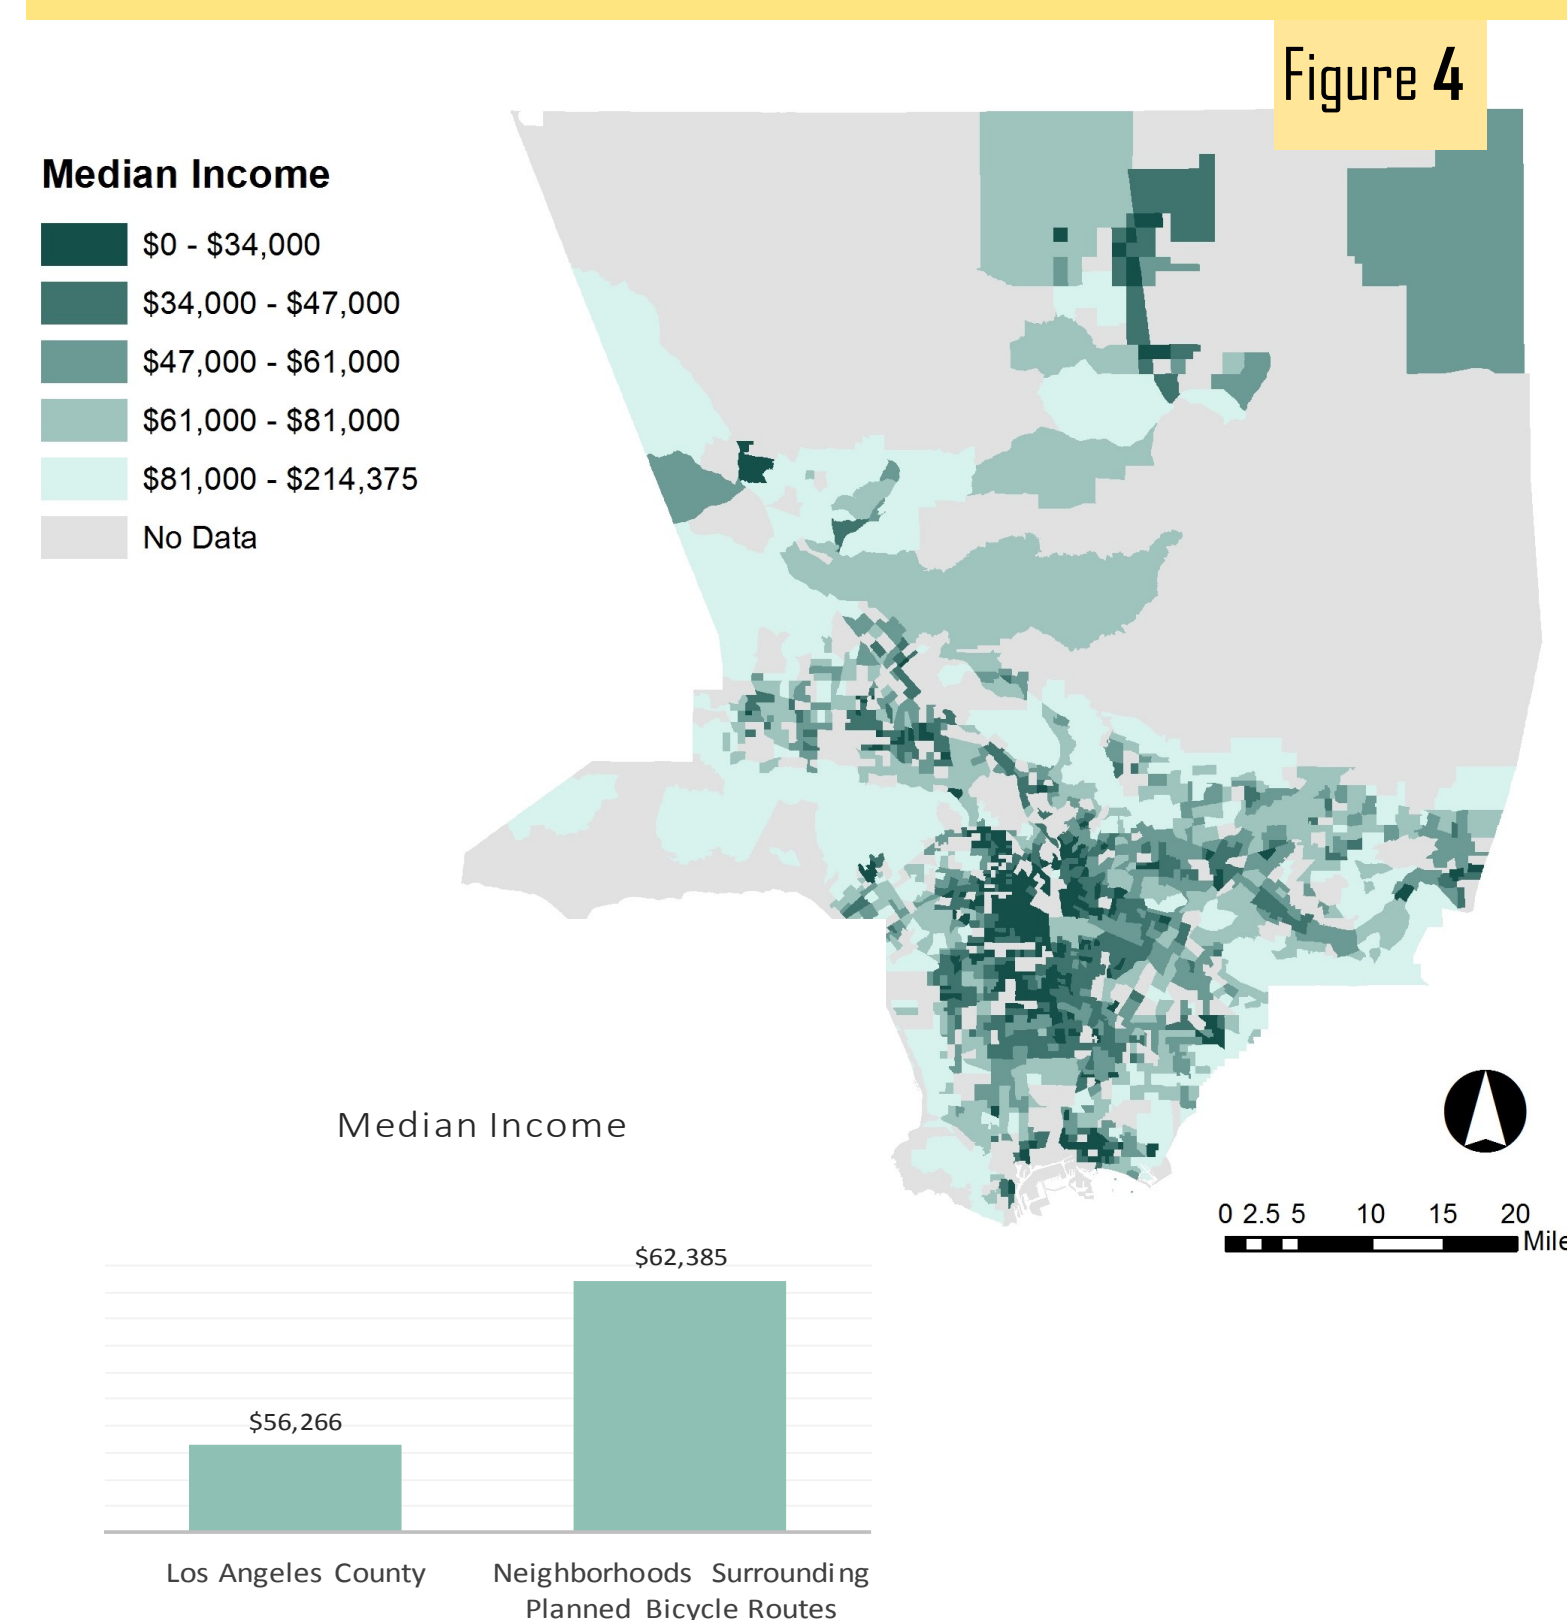 Figure 4
Median Income
$0 - $34,000
$34,000 - $47,000
$47,000 - $61,000
$61,000 - $81,000
$81,000 - $214,375
No Data
0 2.5 5 10 15 20
Mile
Median Income
$62,385
$56,266
Los Angeles County
Neighborhoods Surrounding
Planned Bicycle Routes